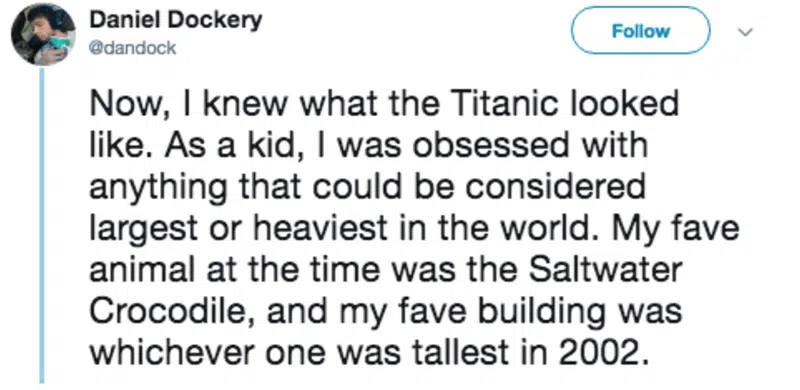 Daniel Dockery
@dandock
Follow
Now, I knew what the Titanic looked
like. As a kid, I was obsessed with
anything that could be considered
largest or heaviest in the world. My fave
animal at the time was the Saltwater
Crocodile, and my fave building was
whichever one was tallest in 2002.